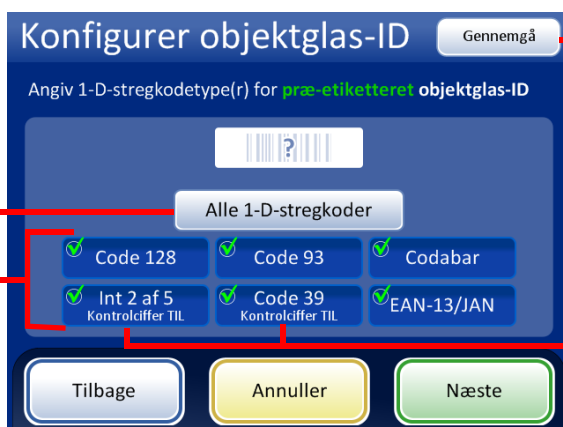 Konfigurer objektglas-ID
Gennemgå
Angiv 1-D-stregkodetype(r) for præ-etiketteret objektglas-ID
?
Alle 1-D-stregkoder
Code 128
Code 93
Codabar
Int 2 af 5
Kontrolciffer TIL
Code 39
Kontrolciffer TIL
EAN-13/JAN
Tilbage
Annuller
Næste